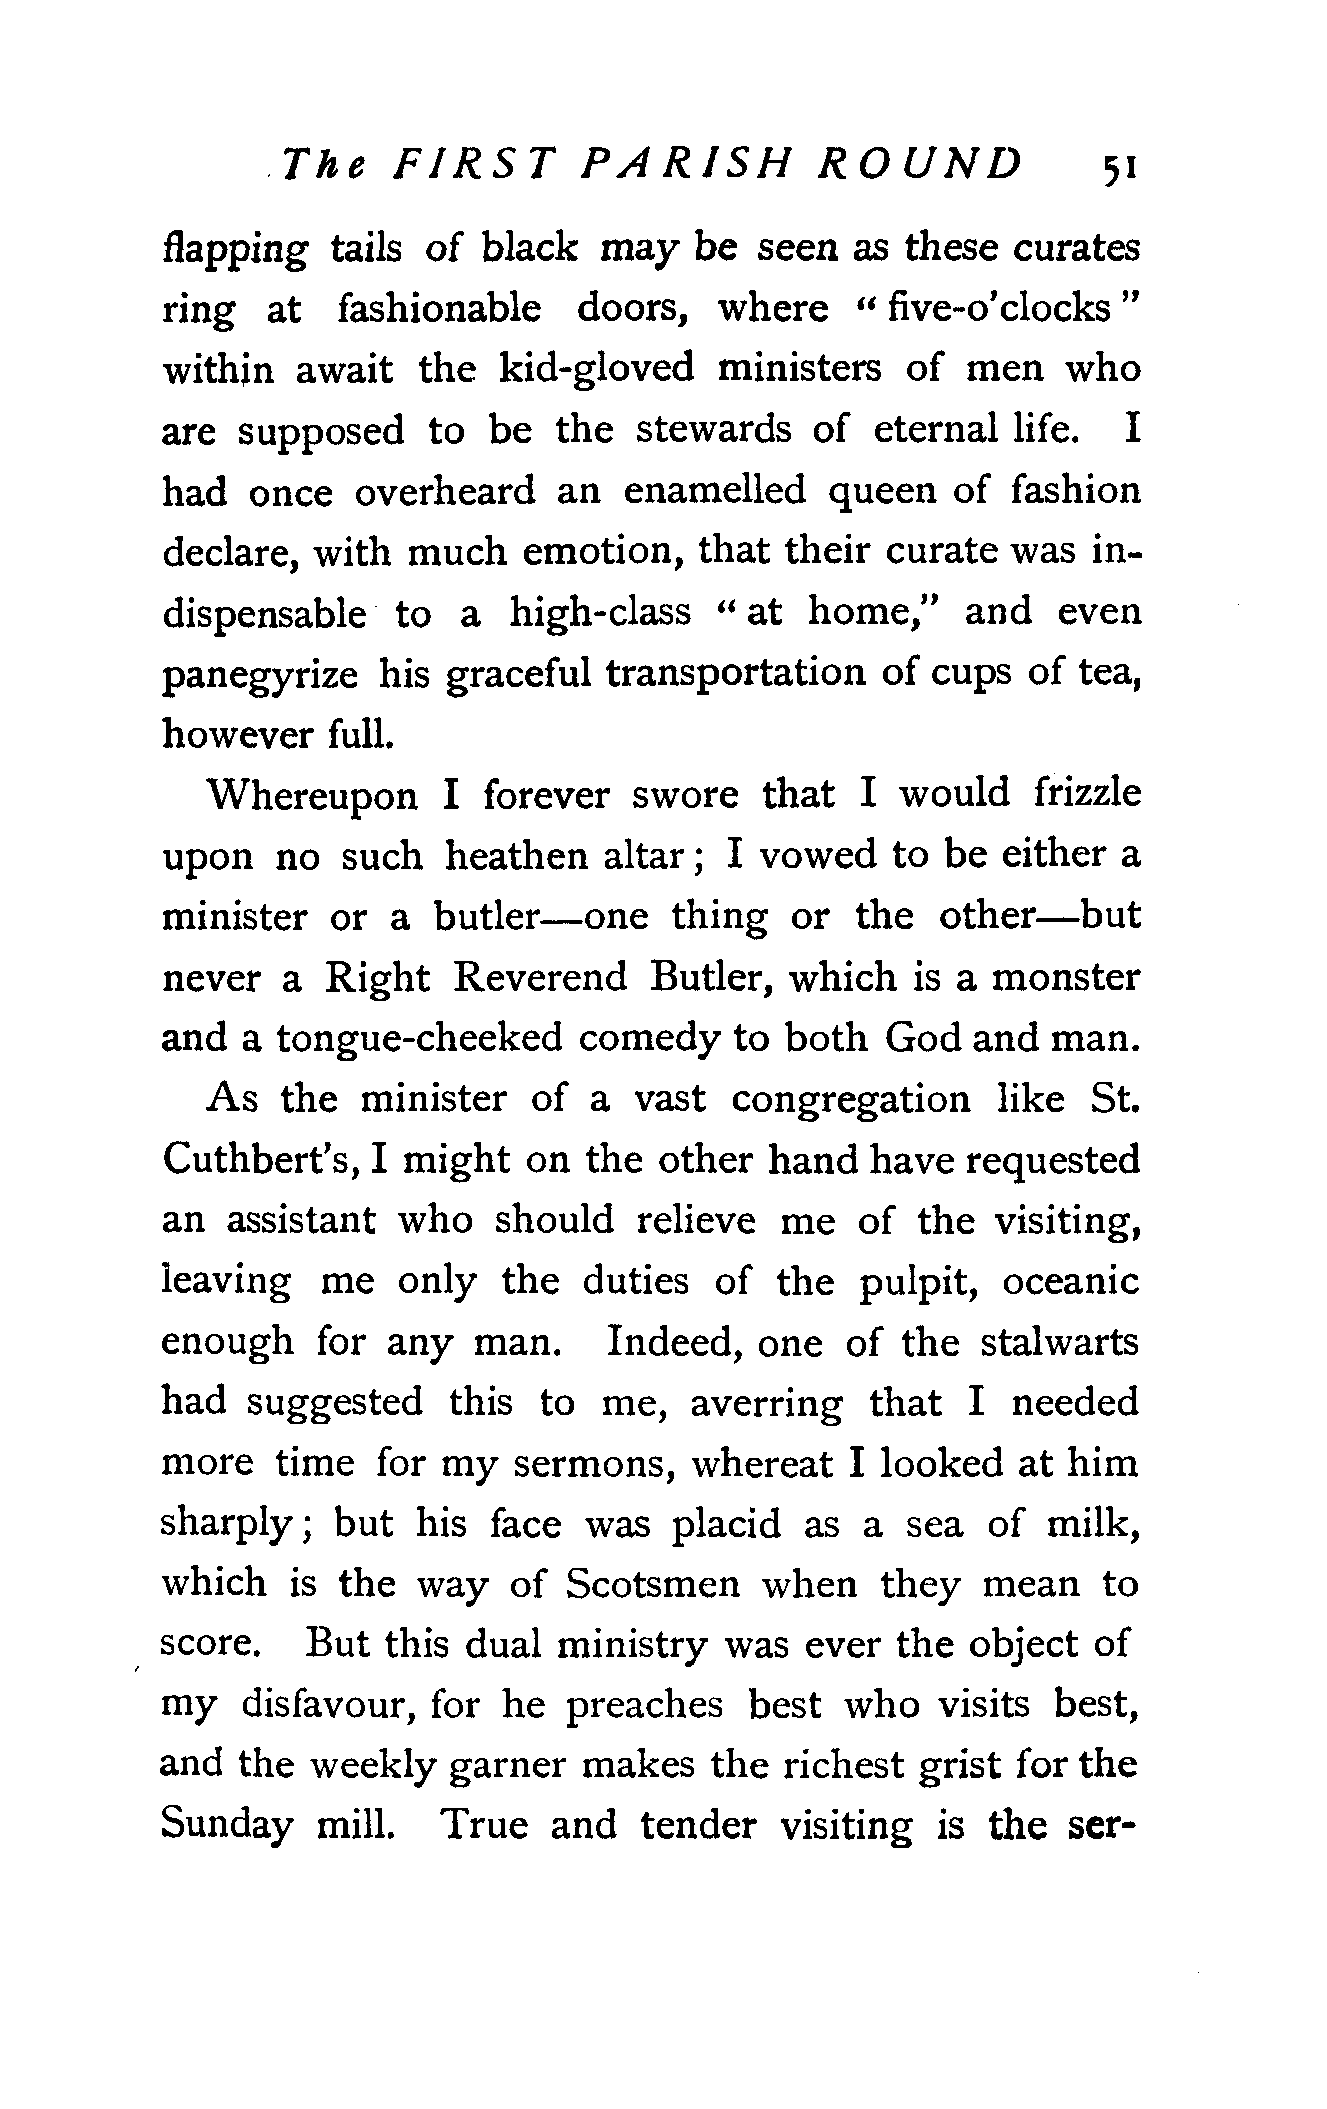 The FIRST PARISH ROUND 51
flapping tails of black may be seen as these curates
ring at fashionable doors, where “ five-o’clocks ”
within await the kid-gloved ministers of men who
are supposed to be the stewards of eternal life. I
had once overheard an enamelled queen of fashion
declare, with much emotion, that their curate was in-
dispensable to a high-class “ at home,” and even
panegyrize his graceful transportation of cups of tea,
however full.
Whereupon I forever swore that I would frizzle
upon no such heathen altar ; I vowed to be either a
minister or a butler—one thing or the other—but
never a Right Reverend Butler, which is a monster
and a tongue-cheeked comedy to both God and man.
As the minister of a vast congregation like St.
Cuthbert’s, I might on the other hand have requested
an assistant who should relieve me of the visiting,
leaving me only the duties of the pulpit, oceanic
enough for any man. Indeed, one of the stalwarts
had suggested this to me, averring that I needed
more time for my sermons, whereat I looked at him
sharply ; but his face was placid as a sea of milk,
which is the way of Scotsmen when they mean to
score. But this dual ministry was ever the object of
my disfavour, for he preaches best who visits best,
and the weekly garner makes the richest grist for the
Sunday mill. True and tender visiting is the ser-